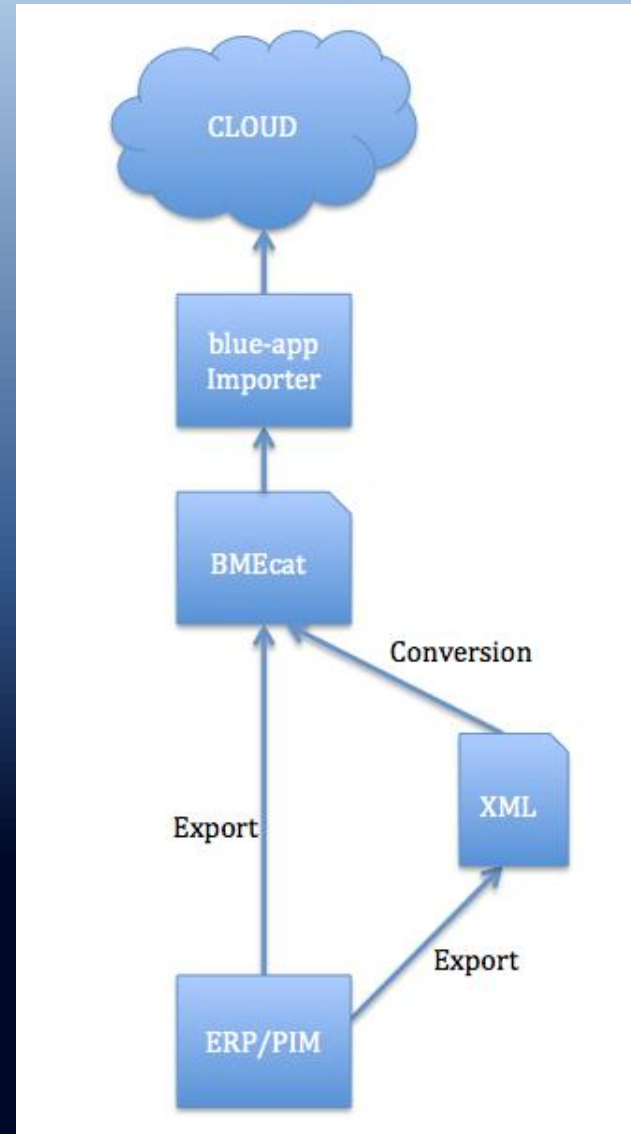 CLOUD
blue-app
Importer
BMEcat
Conversion
XML
Export
Export
ERP/PIM